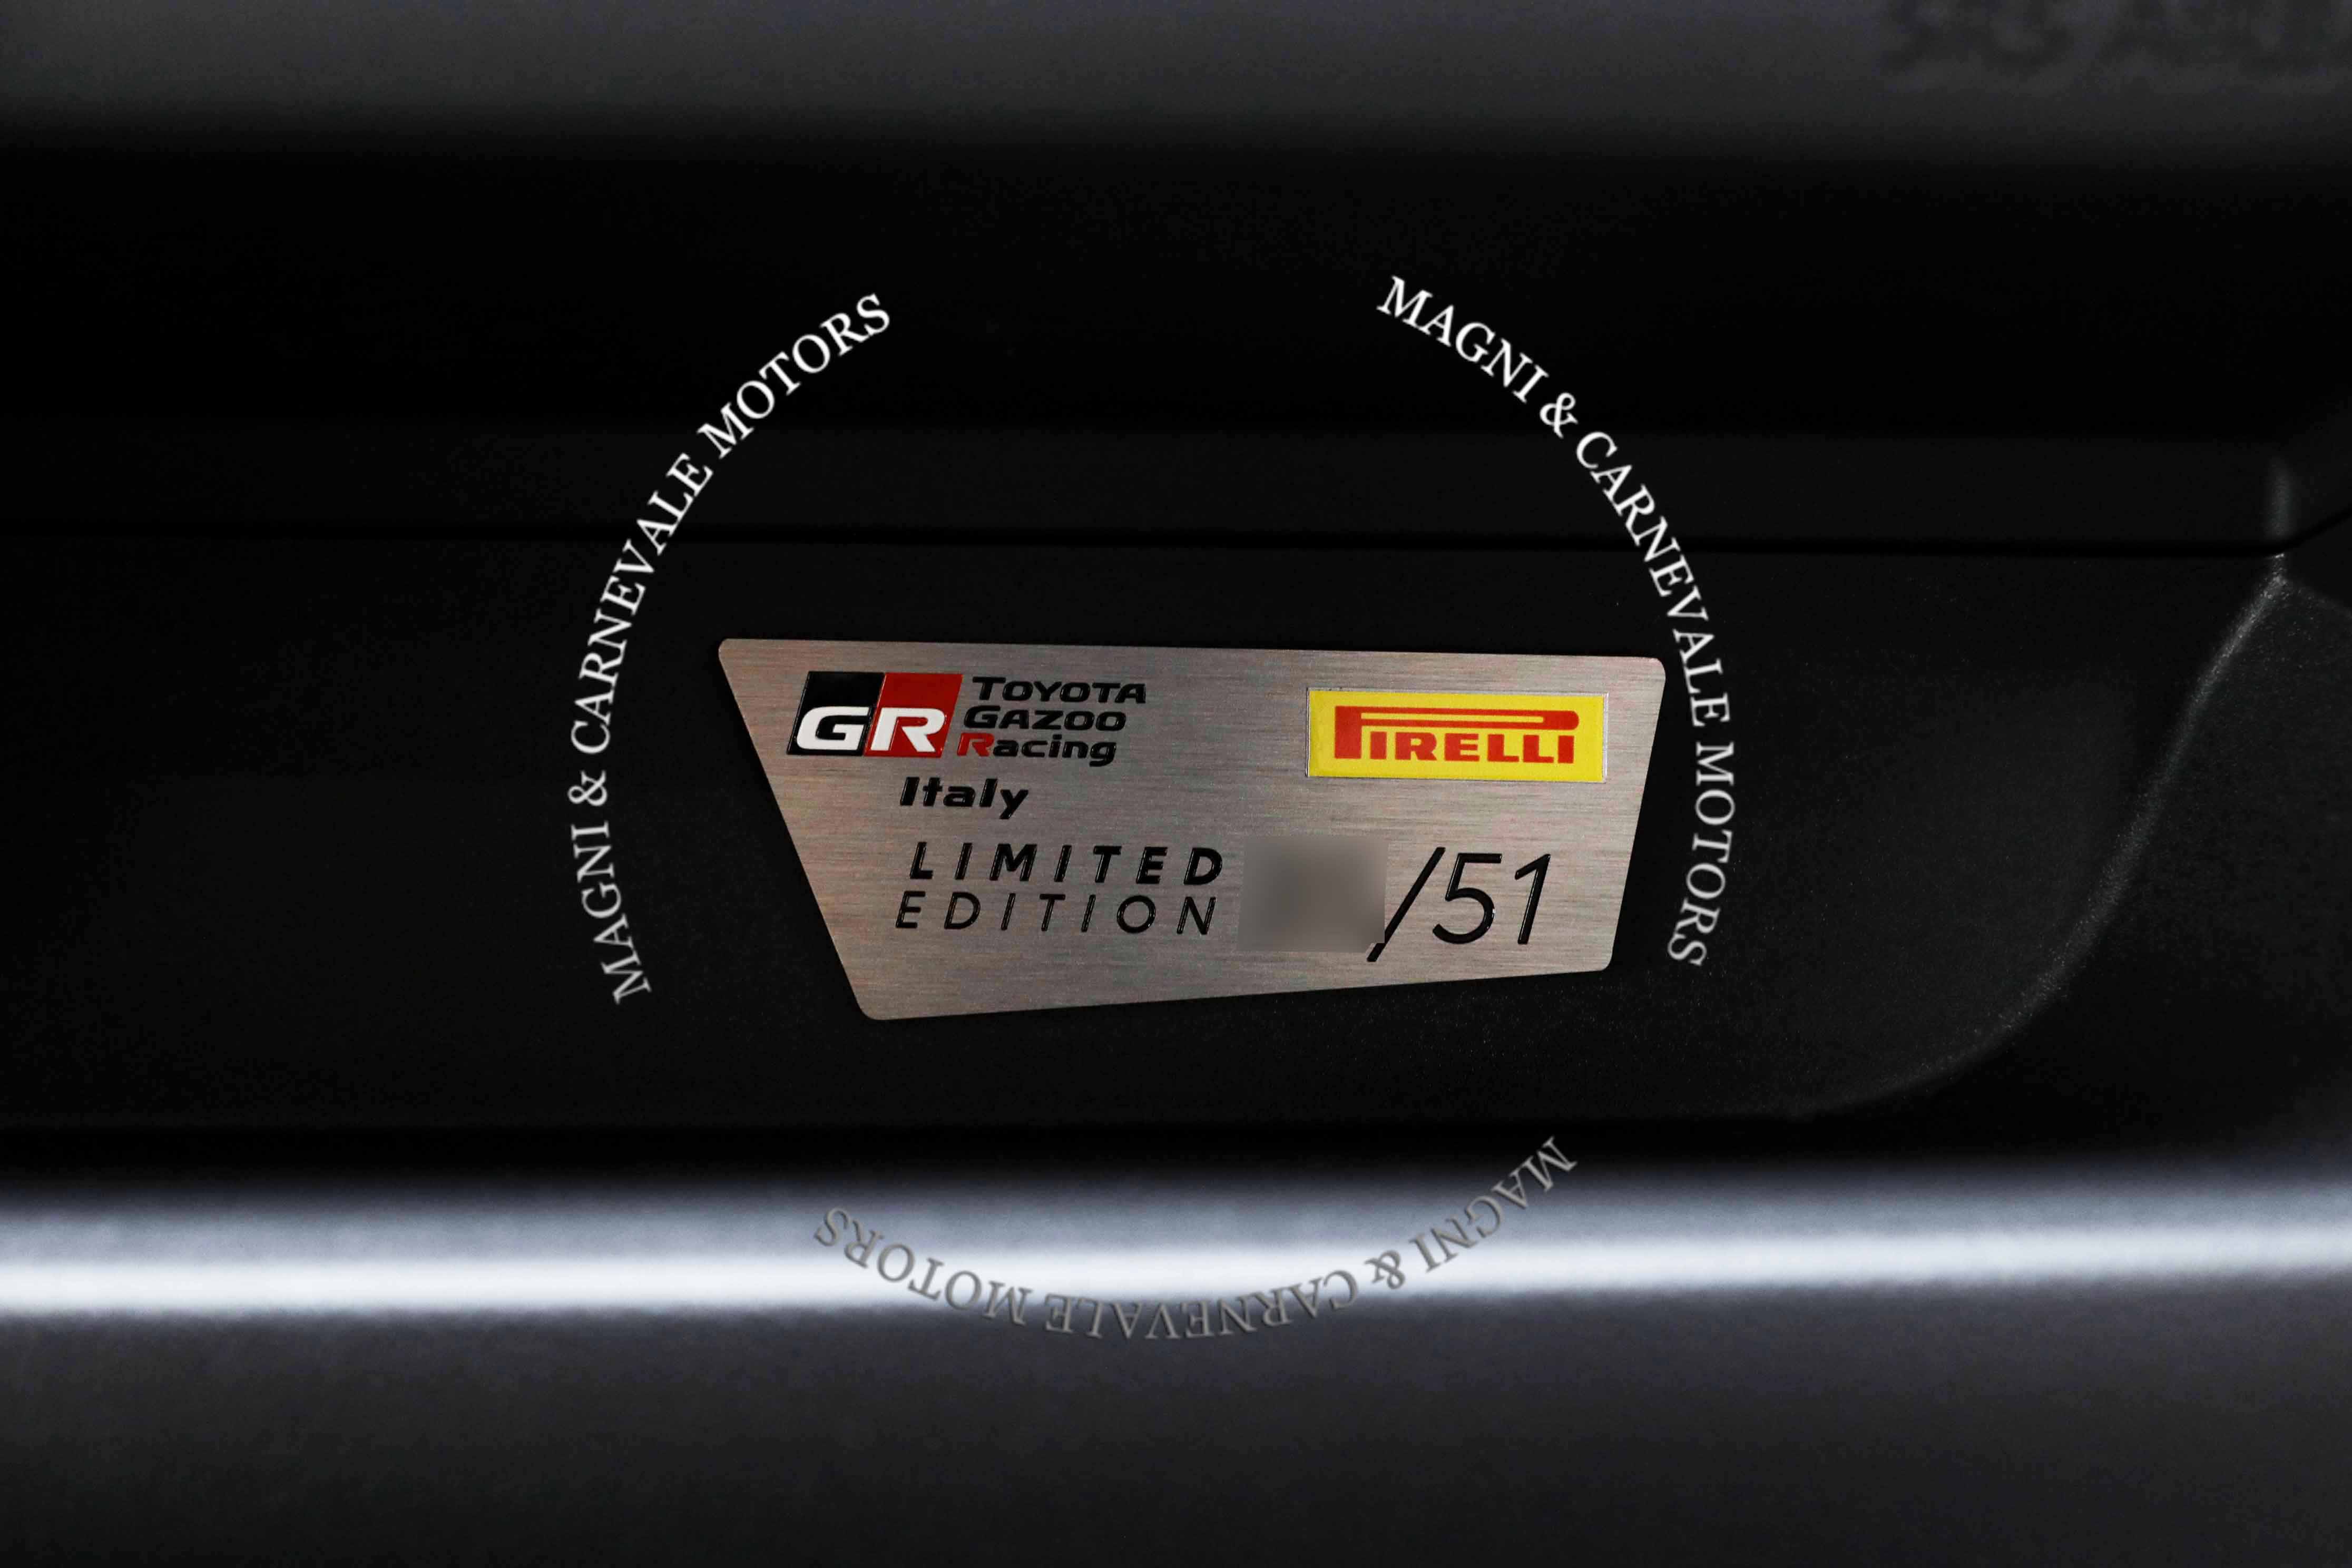 MAGNI & CARNEVALE MOTORS
MAGNI & CARNEVALE MOTORS
GR TOYOTA
GAZOO
Racing
Italy
PIRELLI
LIMITED
EDITION
/51
MAGNI & CARNEVALE MOTORS